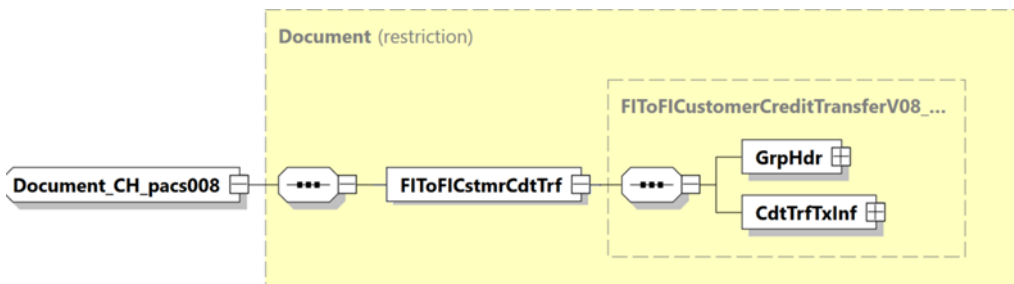 Document (restriction)
FIToFICustomerCreditTransferV08_...
GrpHdr
Document_CH_pacs008
FIToFICstmrCdtTrf
CdtTrfTxInf